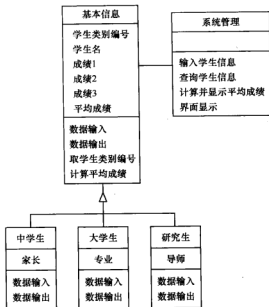 基本信息
学生类别编号
学生名
成绩1
成绩2
成绩3
平均成绩
数据输入
数据输出
取学生类别编号
计算平均成绩
系统管理
输入学生信息
查询学生信息
计算并显示平均成绩
界面显示
中学生
家长
数据输入
数据输出
大学生
专业
数据输入
数据输出
研究生
导师
数据输入
数据输出